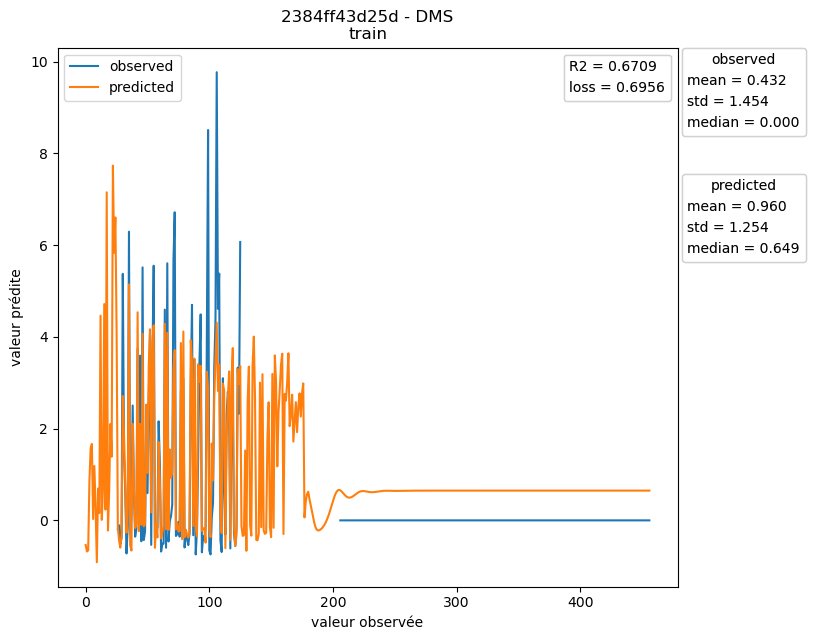 2384ff43d25d - DMS
train
observed
predicted
R2 = 0.6709
loss = 0.6956
observed
mean = 0.432
std = 1.454
median = 0.000
predicted
mean = 0.960
std = 1.254
median = 0.649
valeur prédite
10
8
6
4
2
0
0
100
200
300
400
valeur observée